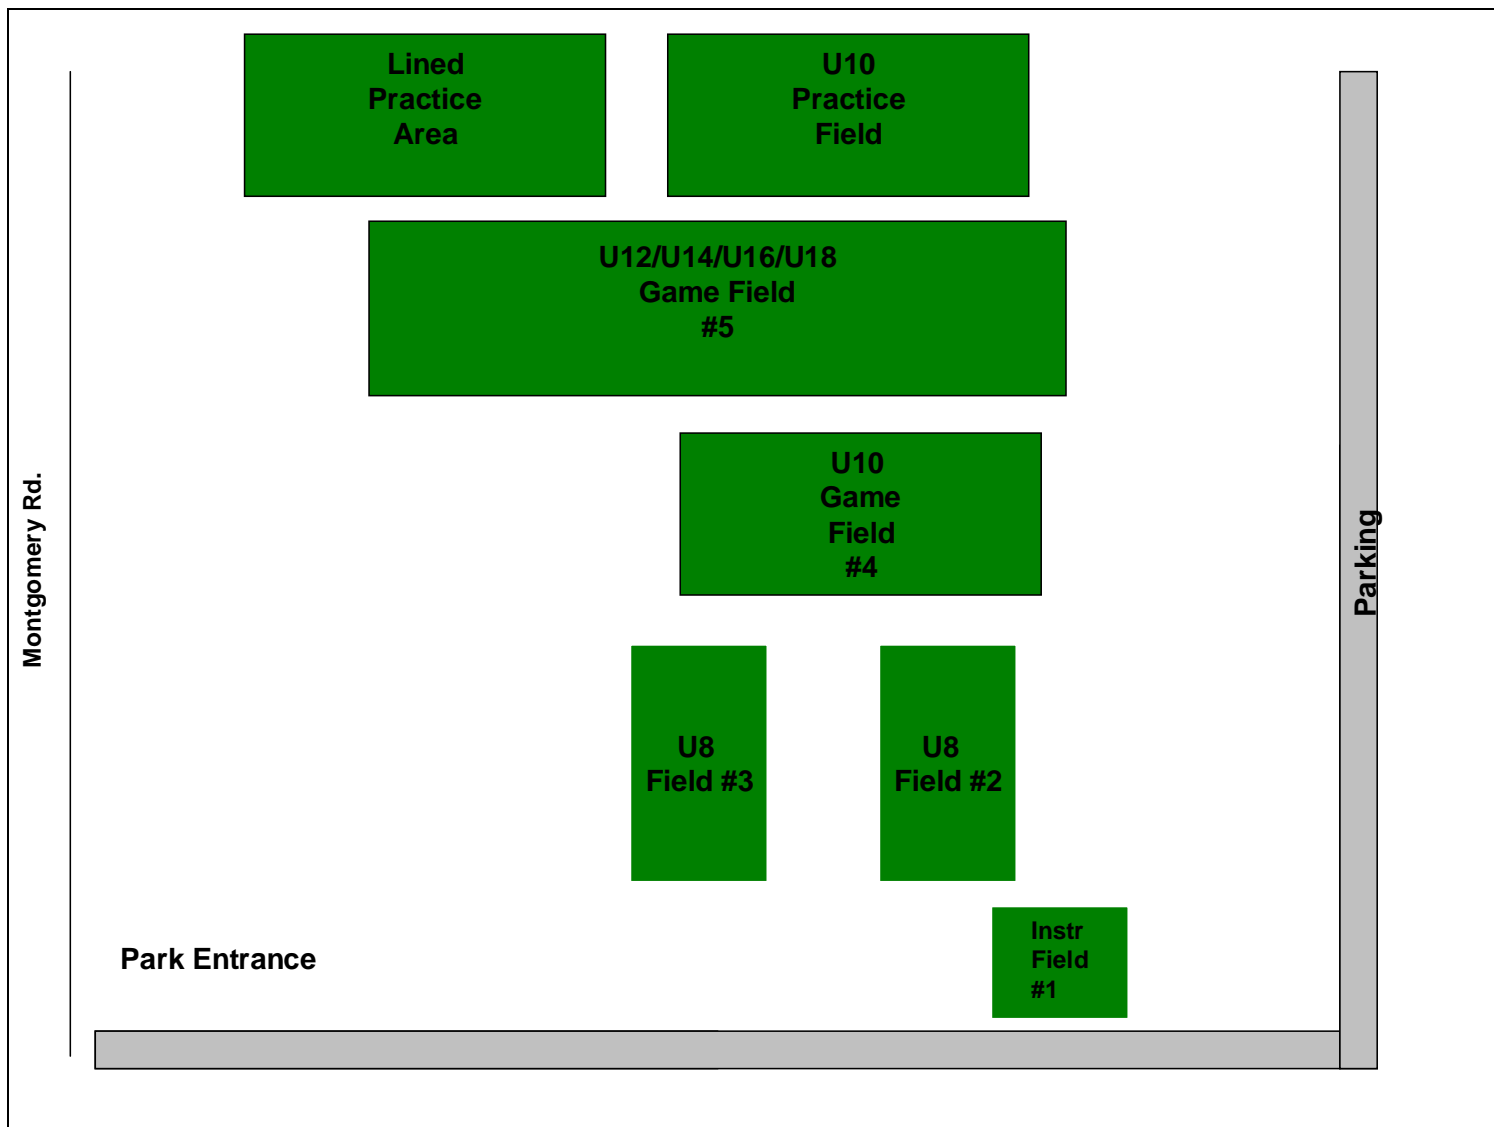 Lined
Practice
Area
U10
Practice
Field
U12/U14/U16/U18
Game Field
#5
U10
Game
Field
#4
Montgomery Rd.
Parking
U8
Field #3
U8
Field #2
Instr
Field
#1
Park Entrance